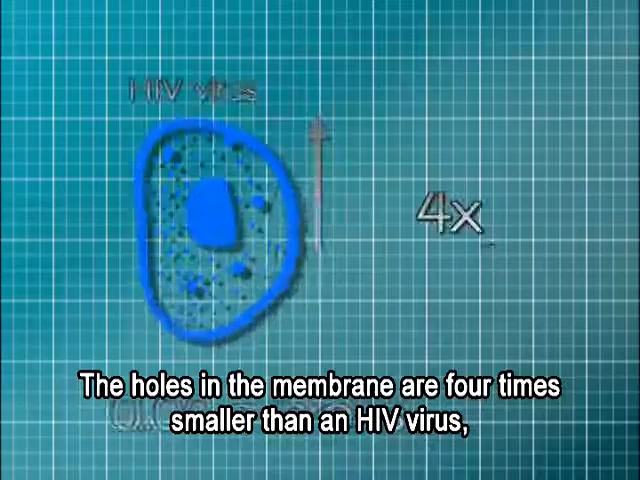 HIV virus
4x
The holes in the membrane are four times
smaller than an HIV virus,